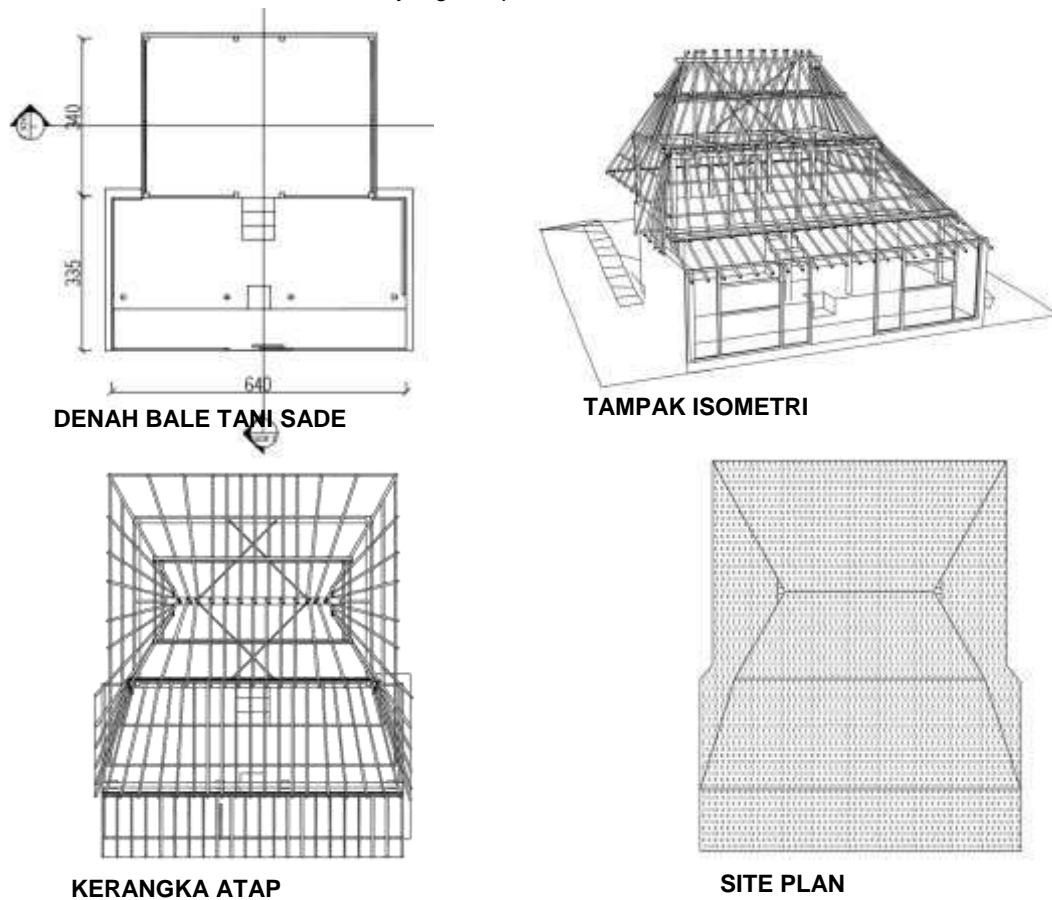 340
335
640
DENAH BALE TANI SADE
TAMPAK ISOMETRI
KERANGKA ATAP
SITE PLAN